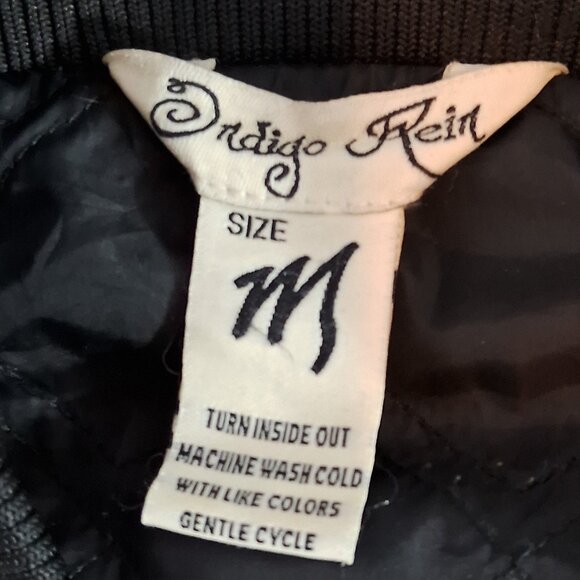 Indigo Rein
SIZE
M
TURN INSIDE OUT
MACHINE WASH COLD
WITH LIKE COLORS
GENTLE CYCLE